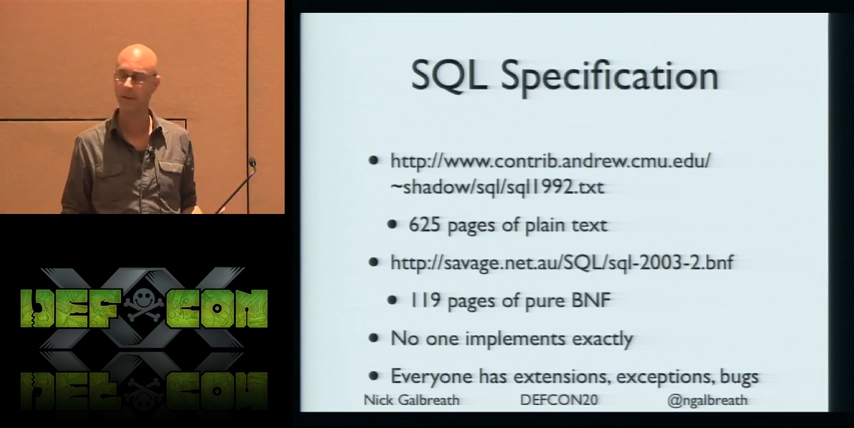 SQL Specification
• http://www.contrib.andrew.cmu.edu/
~shadow/sql/sql1992.txt
• 625 pages of plain text
• http://savage.net.au/SQL/sql-2003-2.bnf
• 119 pages of pure BNF
• No one implements exactly
• Everyone has extensions, exceptions, bugs
Nick Galbreath DEFCON20 @ngalbreath
XX
DEF CON